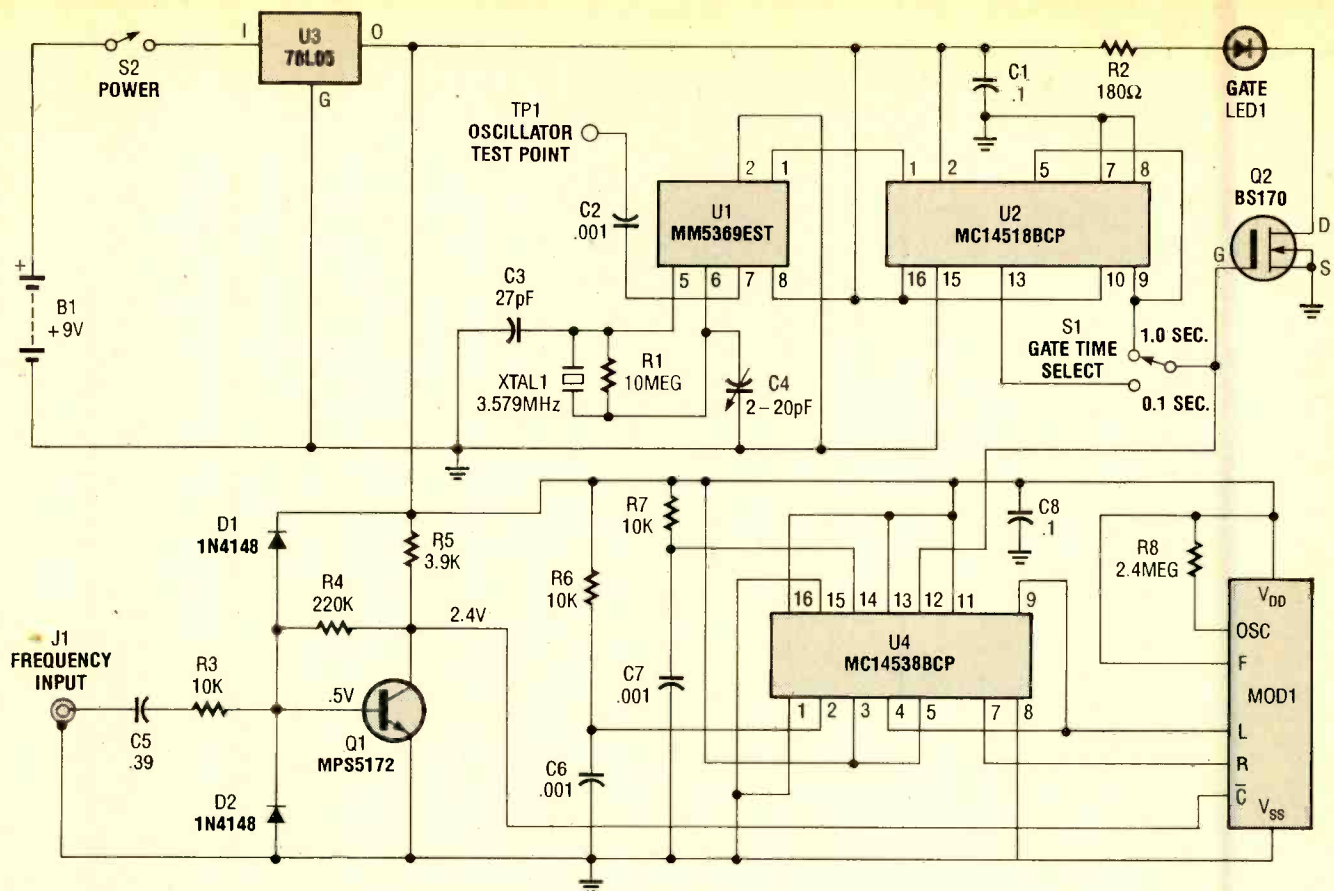 S2
POWER
I
U3
78L05
O
G
B1
+9V
+
TP1
OSCILLATOR
TEST POINT
C2
.001
C3
27pF
XTAL1
3.579MHz
R1
10MEG
C4
2–20pF
2
1
U1
MM5369EST
5
6
7
8
C1
.1
R2
180Ω
GATE
LED1
1
2
5
7
8
U2
MC14518BCP
16
15
13
10
9
Q2
BS170
D
G
S
S1
GATE TIME
SELECT
1.0 SEC.
0.1 SEC.
J1
FREQUENCY
INPUT
C5
.39
R3
10K
D1
1N4148
D2
1N4148
R4
220K
R5
3.9K
2.4V
.5V
Q1
MPS5172
R6
10K
R7
10K
C6
.001
C7
.001
16
15
14
13
12
11
9
U4
MC14538BCP
1
2
3
4
5
7
8
C8
.1
R8
2.4MEG
VDD
OSC
F
MOD1
L
R
C̅
VSS